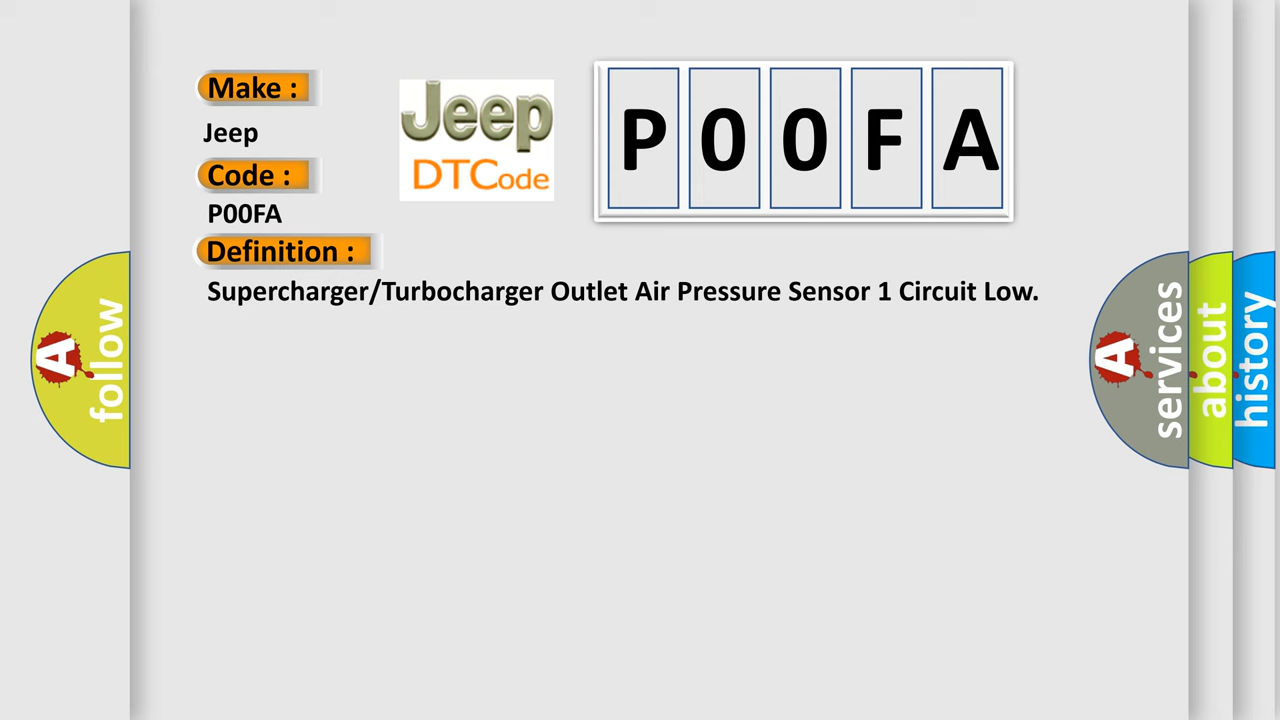 Make :
Jeep
Code :
P00FA
Definition :
Supercharger/Turbocharger Outlet Air Pressure Sensor 1 Circuit Low.
Jeep
DTCode
P 0 0 F A
A
follow
A
services
about
history